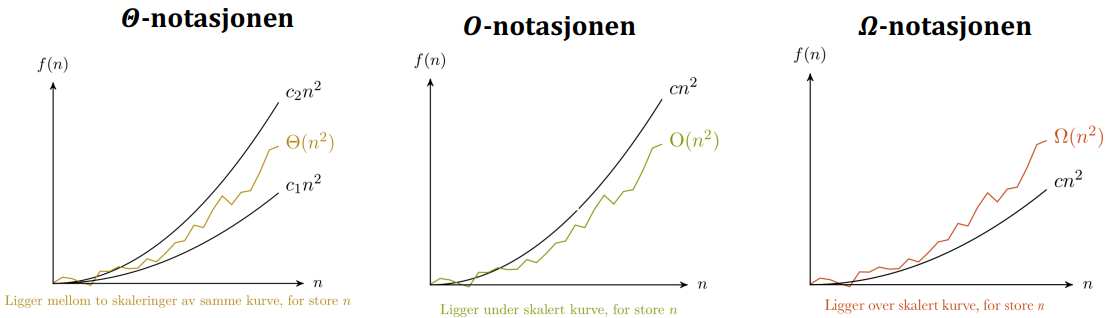 Θ-notasjonen
f(n)
c₂n²
Θ(n²)
c₁n²
n
Ligger mellom to skaleringer av samme kurve, for store n
O-notasjonen
f(n)
cn²
O(n²)
n
Ligger under skalert kurve, for store n
Ω-notasjonen
f(n)
Ω(n²)
cn²
n
Ligger over skalert kurve, for store n